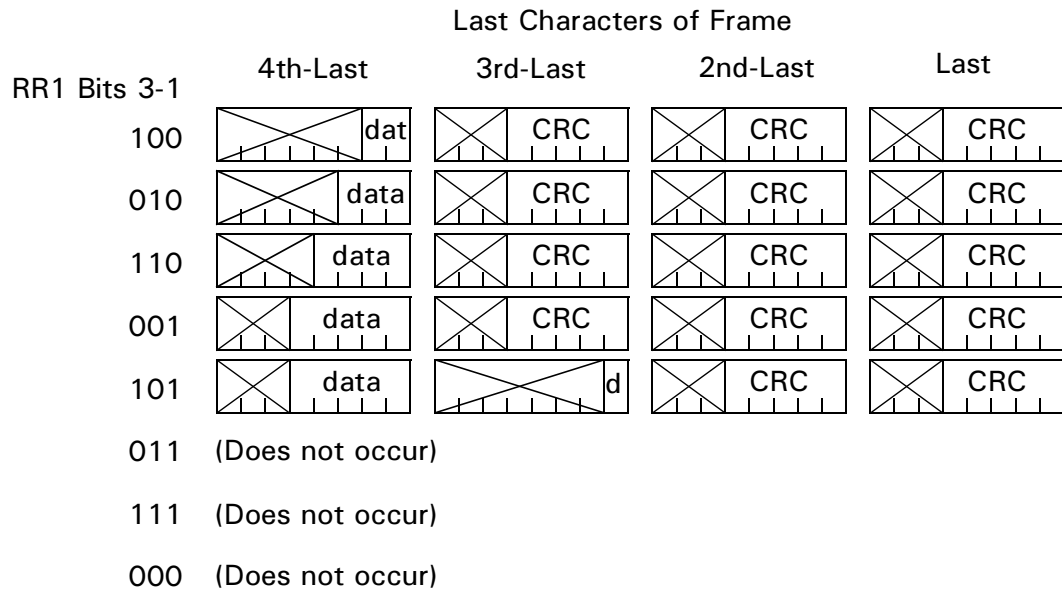 Last Characters of Frame
RR1 Bits 3-1 4th-Last 3rd-Last 2nd-Last Last
100 dat CRC CRC CRC
010 data CRC CRC CRC
110 data CRC CRC CRC
001 data CRC CRC CRC
101 data d CRC CRC
011 (Does not occur)
111 (Does not occur)
000 (Does not occur)